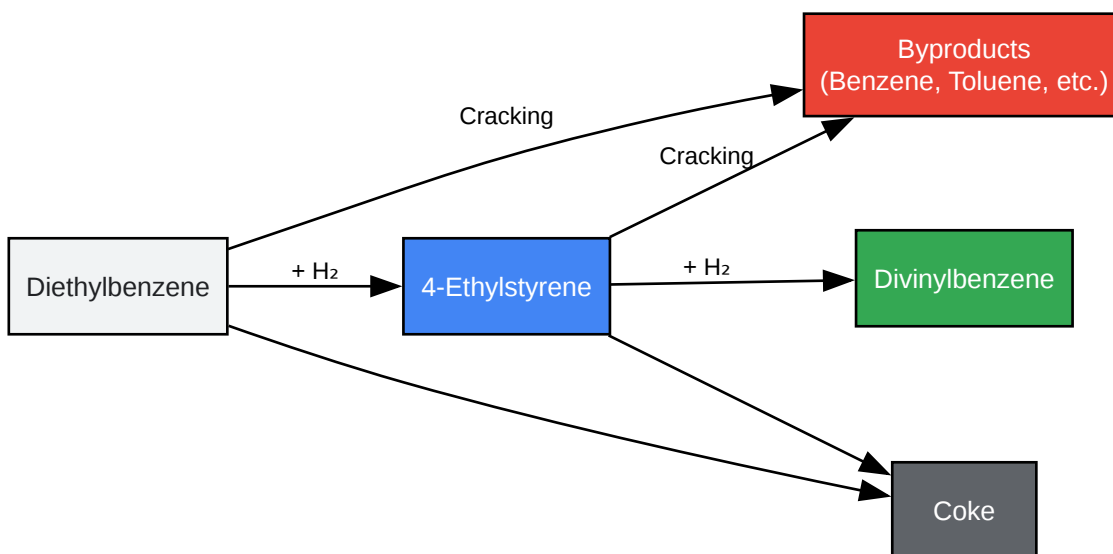 Byproducts
(Benzene, Toluene, etc.)
Cracking
Cracking
Diethylbenzene
+ H₂
4-Ethylstyrene
+ H₂
Divinylbenzene
Coke